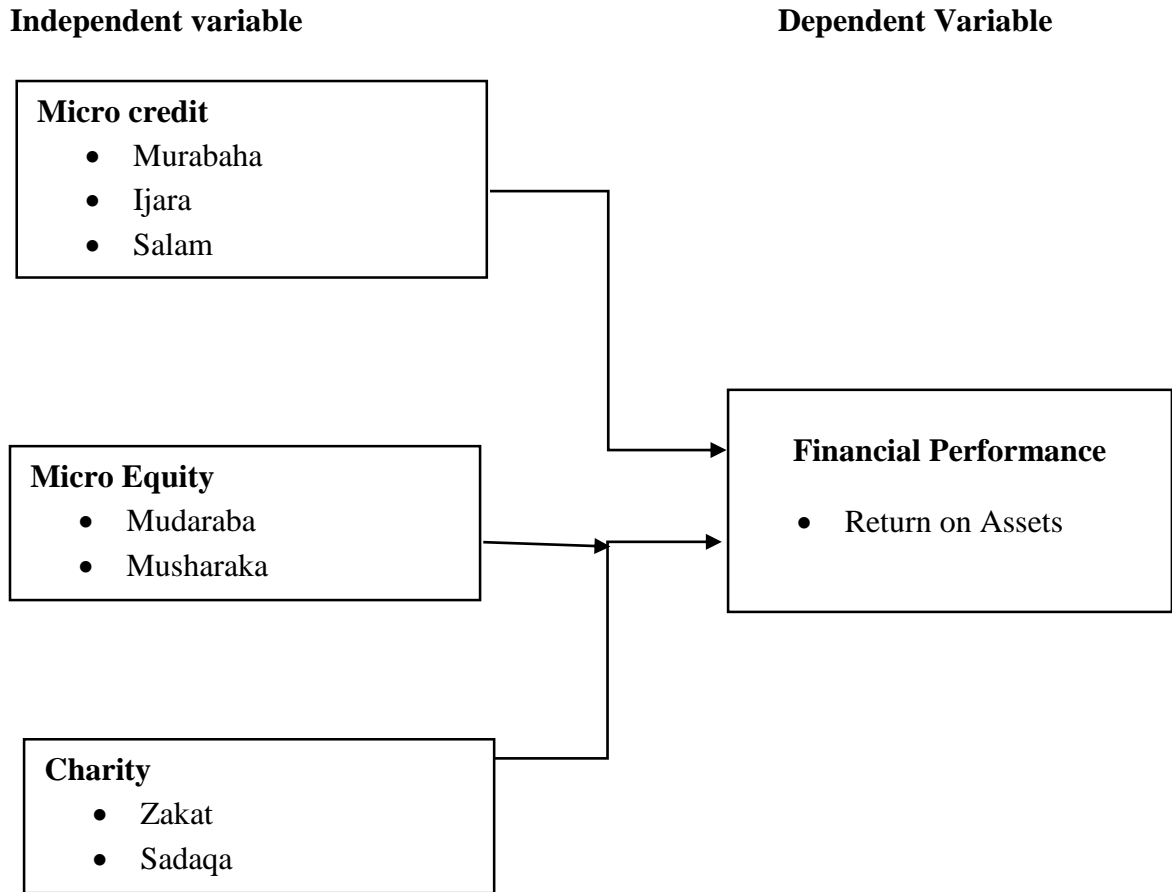 Independent variable
Dependent Variable
Micro credit
• Murabaha
• Ijara
• Salam
Micro Equity
• Mudaraba
• Musharaka
Charity
• Zakat
• Sadaqa
Financial Performance
• Return on Assets